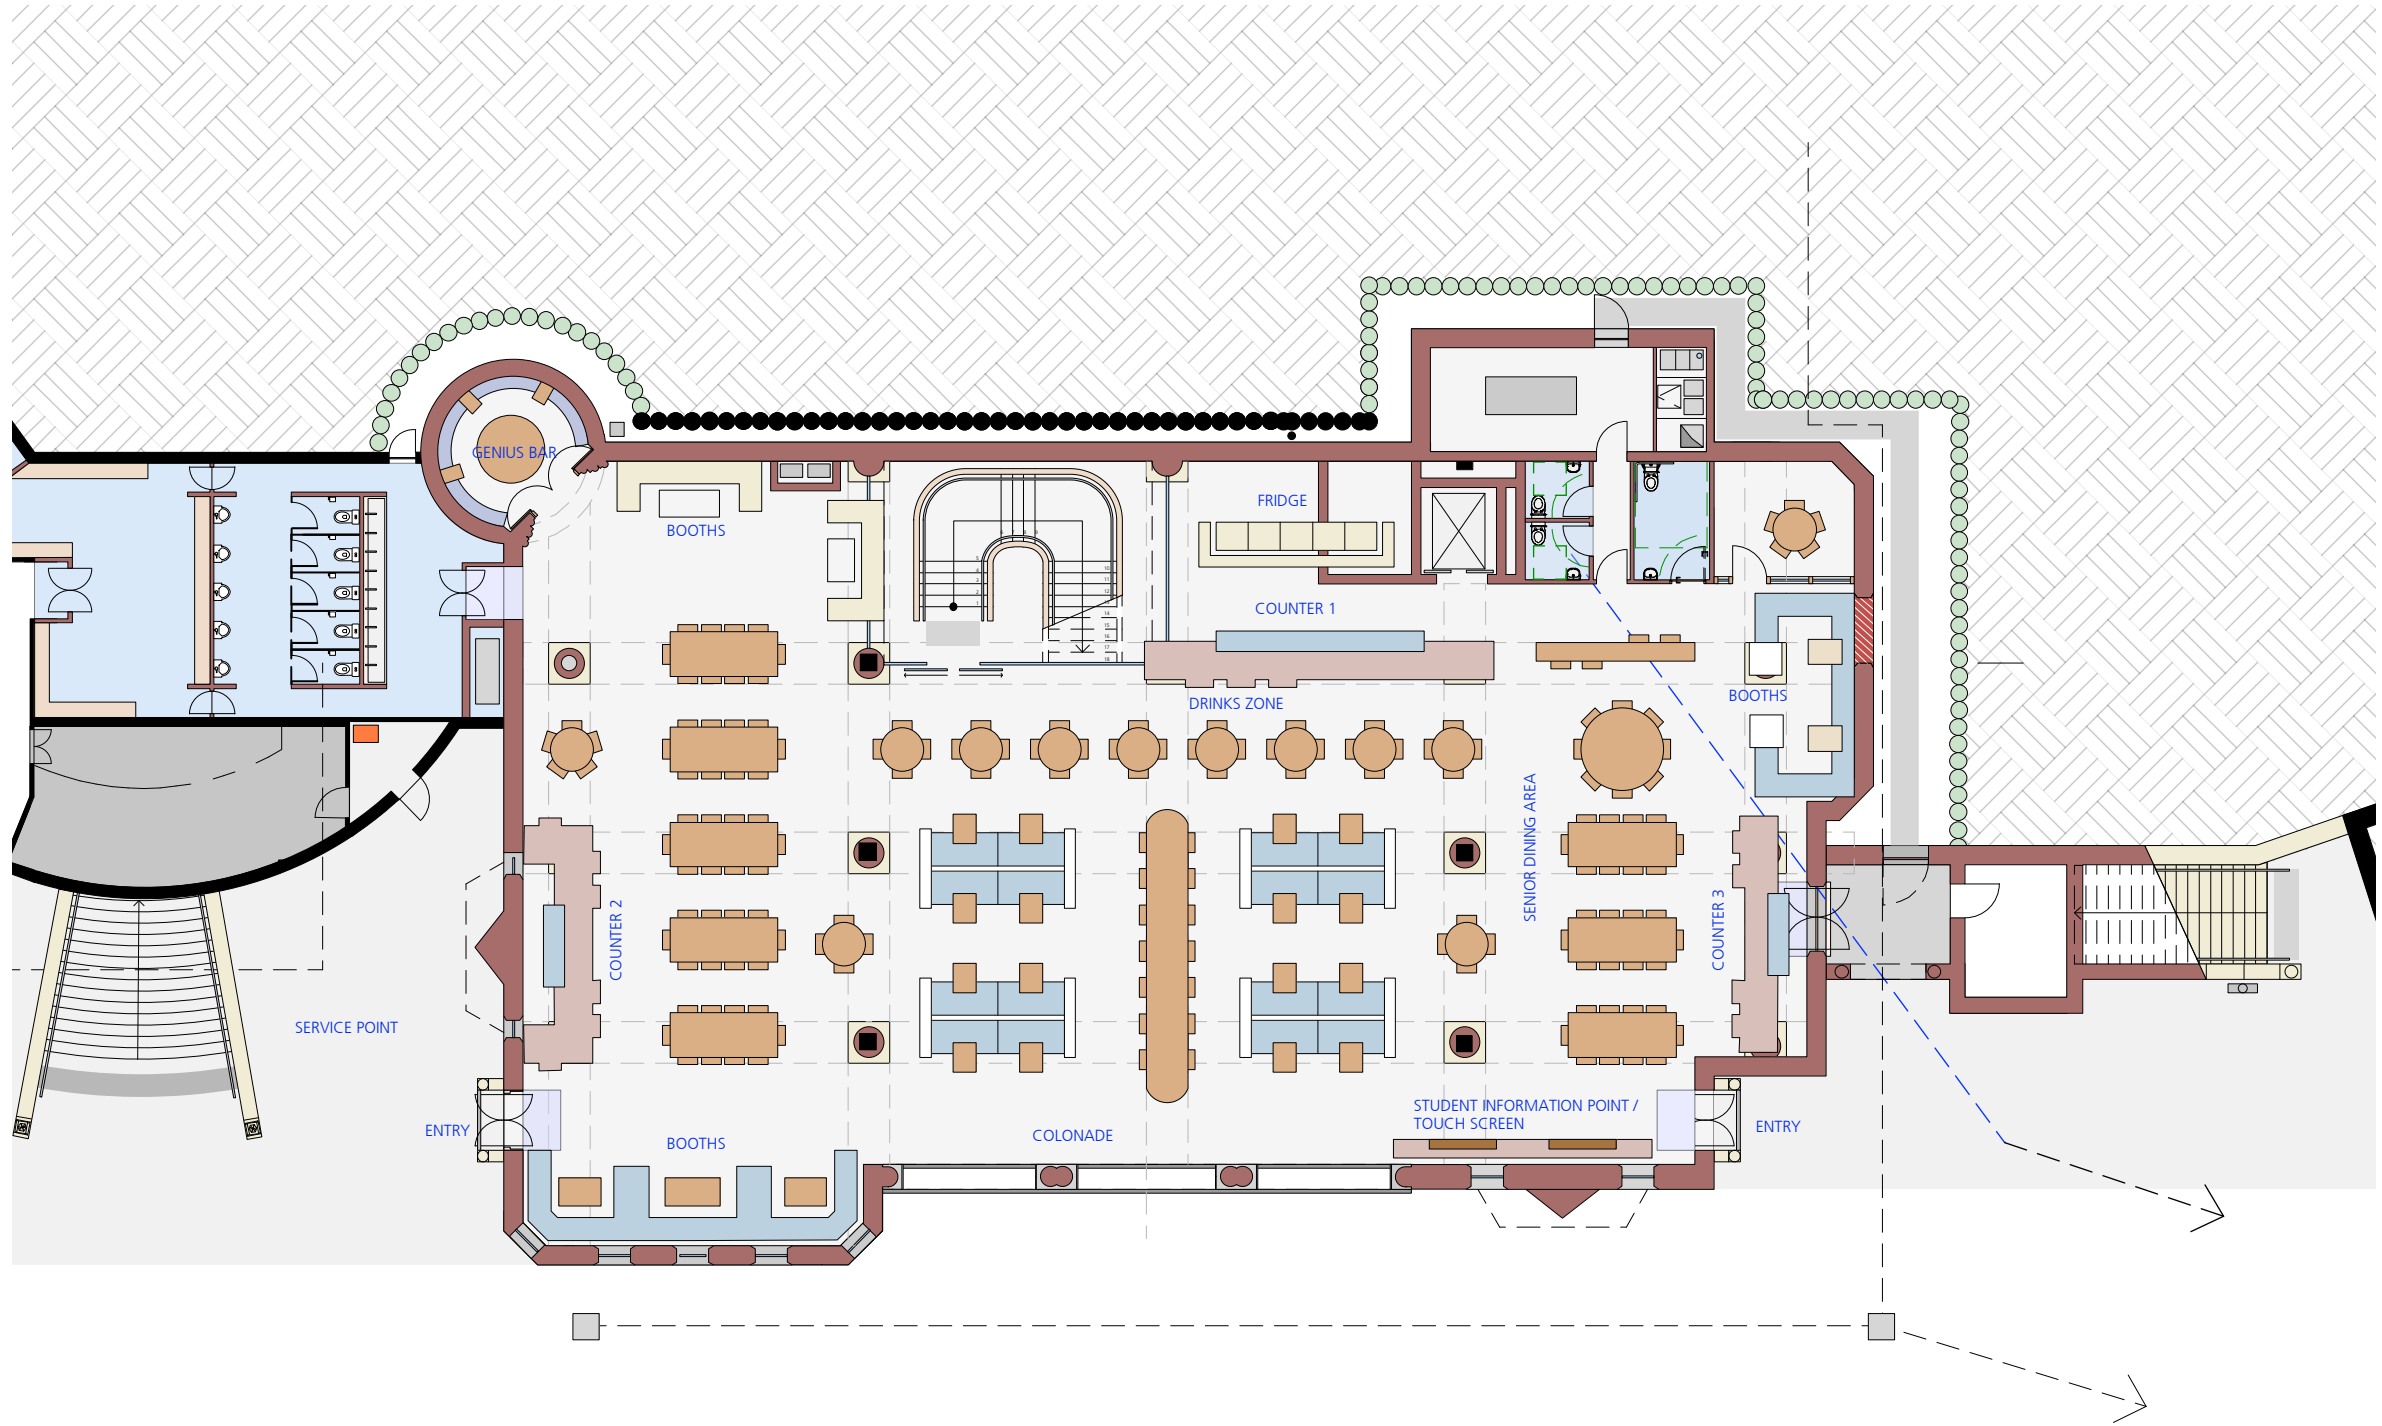 GENIUS BAR
BOOTHS
FRIDGE
COUNTER 1
BOOTHS
DRINKS ZONE
SENIOR DINING AREA
COUNTER 2
COUNTER 3
SERVICE POINT
ENTRY
BOOTHS
COLONADE
STUDENT INFORMATION POINT /
TOUCH SCREEN
ENTRY